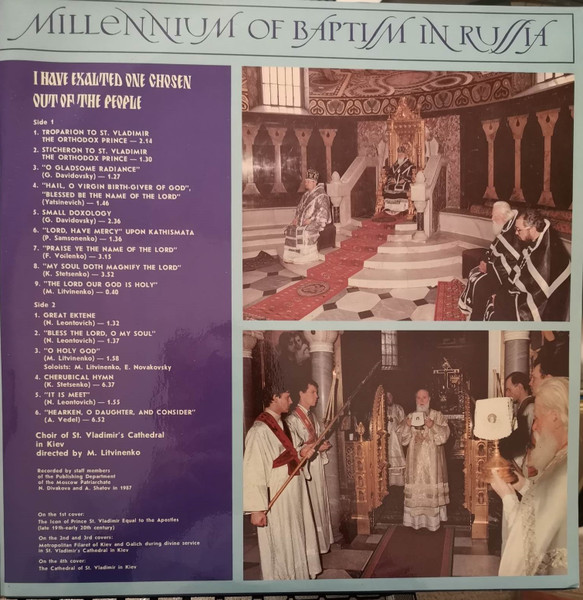 MILLENNIUM OF BAPTISM IN RUSSIA
I HAVE EXALTED ONE CHOSEN
OUT OF THE PEOPLE
Side 1
1. TROPARION TO ST. VLADIMIR
THE ORTHODOX PRINCE — 2.14
2. STICHERON TO ST. VLADIMIR
THE ORTHODOX PRINCE — 1.30
3. "O GLADSOME RADIANCE"
(G. Davidovsky) — 1.27
4. "HAIL, O VIRGIN BIRTH-GIVER OF GOD",
"BLESSED BE THE NAME OF THE LORD"
(Yatsinevich) — 1.46
5. SMALL DOXOLOGY
(G. Davidovsky) — 2.36
6. "LORD, HAVE MERCY" UPON KATHISMATA
(P. Samsonenko) — 1.36
7. "PRAISE YE THE NAME OF THE LORD"
(F. Voilenko) — 3.15
8. "MY SOUL DOTH MAGNIFY THE LORD"
(K. Stetsenko) — 3.52
9. "THE LORD OUR GOD IS HOLY"
(M. Litvinenko) — 0.40
Side 2
1. GREAT EKTENE
(N. Leontovich) — 1.32
2. "BLESS THE LORD, O MY SOUL"
(N. Leontovich) — 1.37
3. "O HOLY GOD"
(M. Litvinenko) — 1.58
Soloists: M. Litvinenko, E. Novakovsky
4. CHERUBICAL HYMN
(K. Stetsenko) — 6.37
5. "IT IS MEET"
(N. Leontovich) — 1.55
6. "HEARKEN, O DAUGHTER, AND CONSIDER"
(A. Vedel) — 6.52
Choir of St. Vladimir's Cathedral
in Kiev
directed by M. Litvinenko
Recorded by staff members
of the Publishing Department
of the Moscow Patriarchate
N. Divakova and A. Shatov in 1987
On the 1st cover:
The Icon of Prince St. Vladimir Equal to the Apostles
(late 19th-early 20th century)
On the 2nd and 3rd covers:
Metropolitan Filaret of Kiev and Galich during divine service
in St. Vladimir's Cathedral in Kiev
On the 4th cover:
The Cathedral of St. Vladimir in Kiev